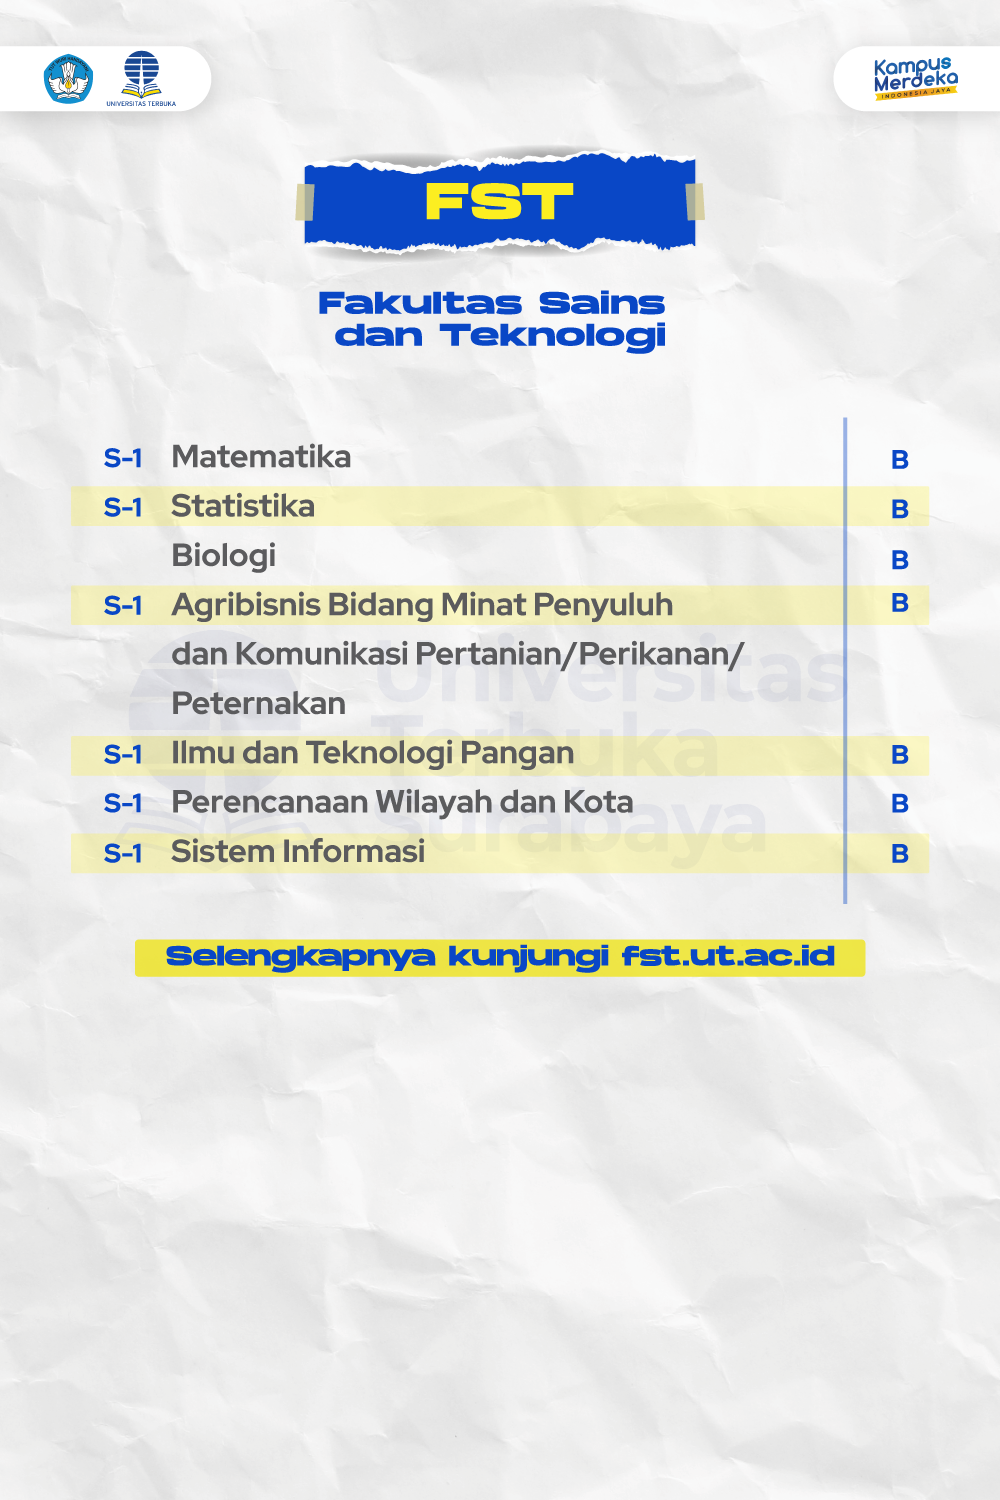 UNIVERSITAS TERBUKA
Kampus
Merdeka
INDONESIA JAYA
FST
Fakultas Sains
dan Teknologi
S-1 Matematika B
S-1 Statistika B
Biologi B
S-1 Agribisnis Bidang Minat Penyuluh B
dan Komunikasi Pertanian/Perikanan/
Peternakan
S-1 Ilmu dan Teknologi Pangan B
S-1 Perencanaan Wilayah dan Kota B
S-1 Sistem Informasi B
Universitas
Terbuka
Surabaya
Selengkapnya kunjungi fst.ut.ac.id